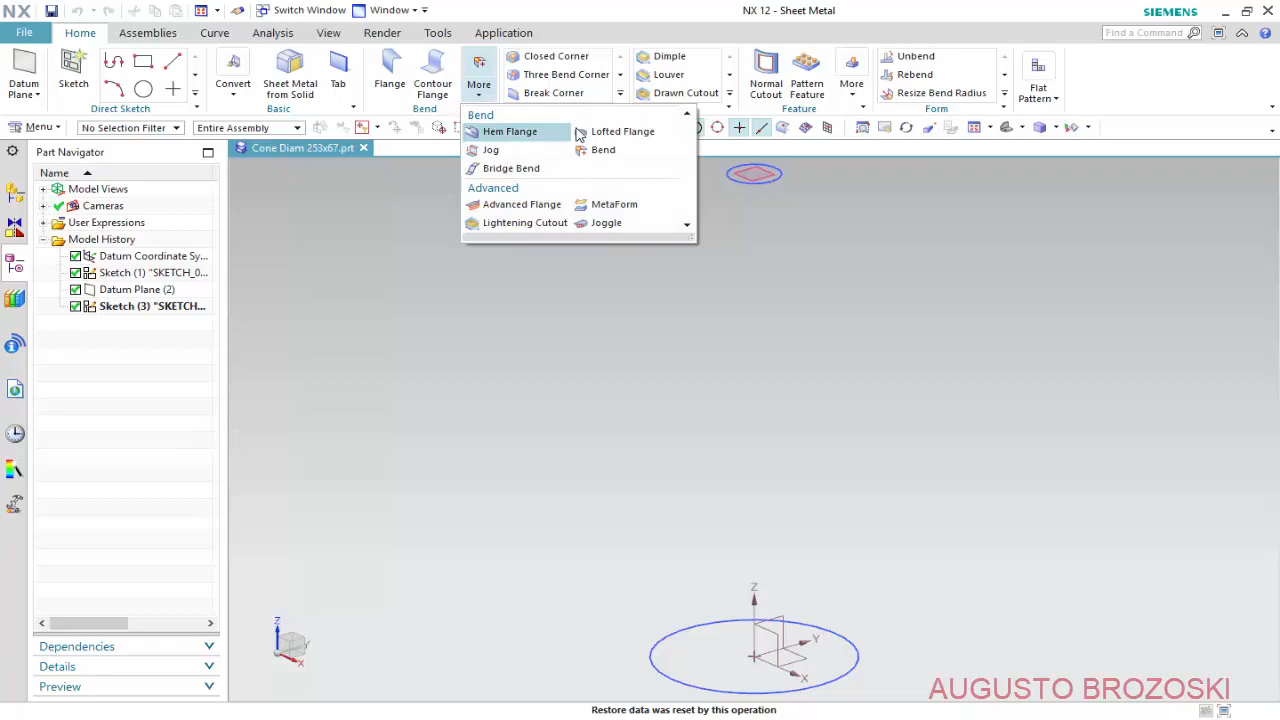 NX Switch Window Window NX 12 - Sheet Metal SIEMENS
File Home Assemblies Curve Analysis View Render Tools Application Find a Command
Datum Plane Sketch Direct Sketch
Convert Sheet Metal from Solid Tab Basic
Flange Contour Flange More Bend
Closed Corner
Three Bend Corner
Break Corner
Dimple
Louver
Drawn Cutout
Normal Cutout Pattern Feature More Feature
Unbend
Rebend
Resize Bend Radius
Form
Flat Pattern
Menu No Selection Filter Entire Assembly
Bend
Hem Flange Lofted Flange
Jog Bend
Bridge Bend
Advanced
Advanced Flange MetaForm
Lightening Cutout Joggle
Part Navigator
Cone Diam 253x67.prt
Name
Model Views
Cameras
User Expressions
Model History
Datum Coordinate Sy...
Sketch (1) "SKETCH_0...
Datum Plane (2)
Sketch (3) "SKETCH...
Dependencies
Details
Preview
Z
Y
X
Z
Y
X
AUGUSTO BROZOSKI
Restore data was reset by this operation